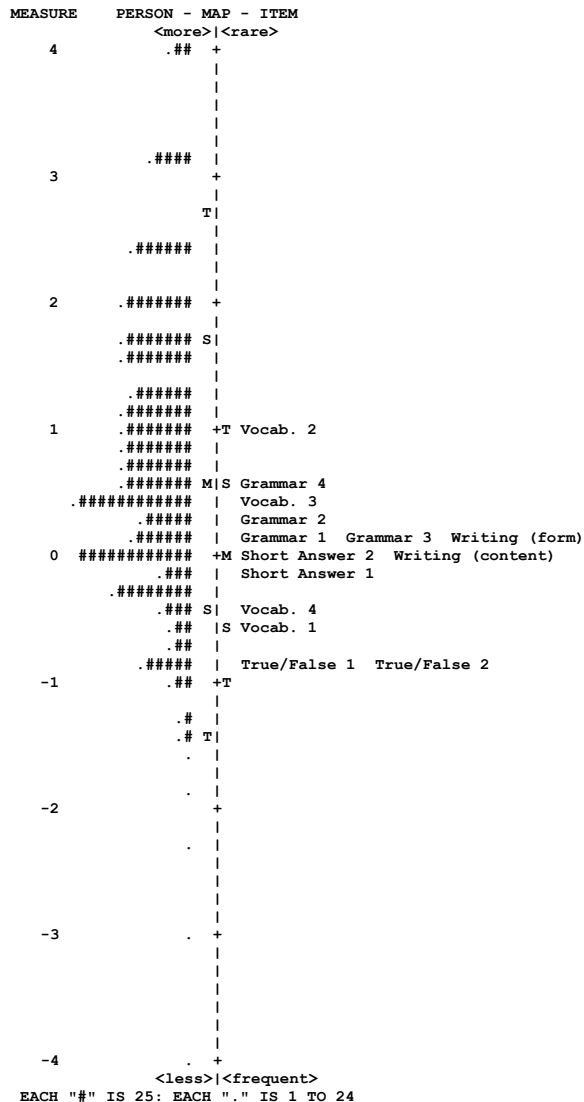 MEASURE PERSON - MAP - ITEM
<more>|<rare>
4 .## +
|
|
|
|
|
.#### |
3 +
|
T|
|
.###### |
|
|
2 .####### +
|
.####### S|
.####### |
|
.###### |
.####### |
1 .####### +T Vocab. 2
.####### |
.####### |
.####### M|S Grammar 4
.############ | Vocab. 3
.##### | Grammar 2
.###### | Grammar 1 Grammar 3 Writing (form)
0 ############ +M Short Answer 2 Writing (content)
.### | Short Answer 1
.######## |
.### S| Vocab. 4
.## |S Vocab. 1
.## |
.##### | True/False 1 True/False 2
-1 .## +T
|
.# |
.# T|
. |
|
. |
-2 +
|
|
. |
|
|
|
|
|
|
-3 . +
|
|
|
|
|
|
|
|
|
-4 . +
<less>|<frequent>
EACH "#" IS 25: EACH "." IS 1 TO 24